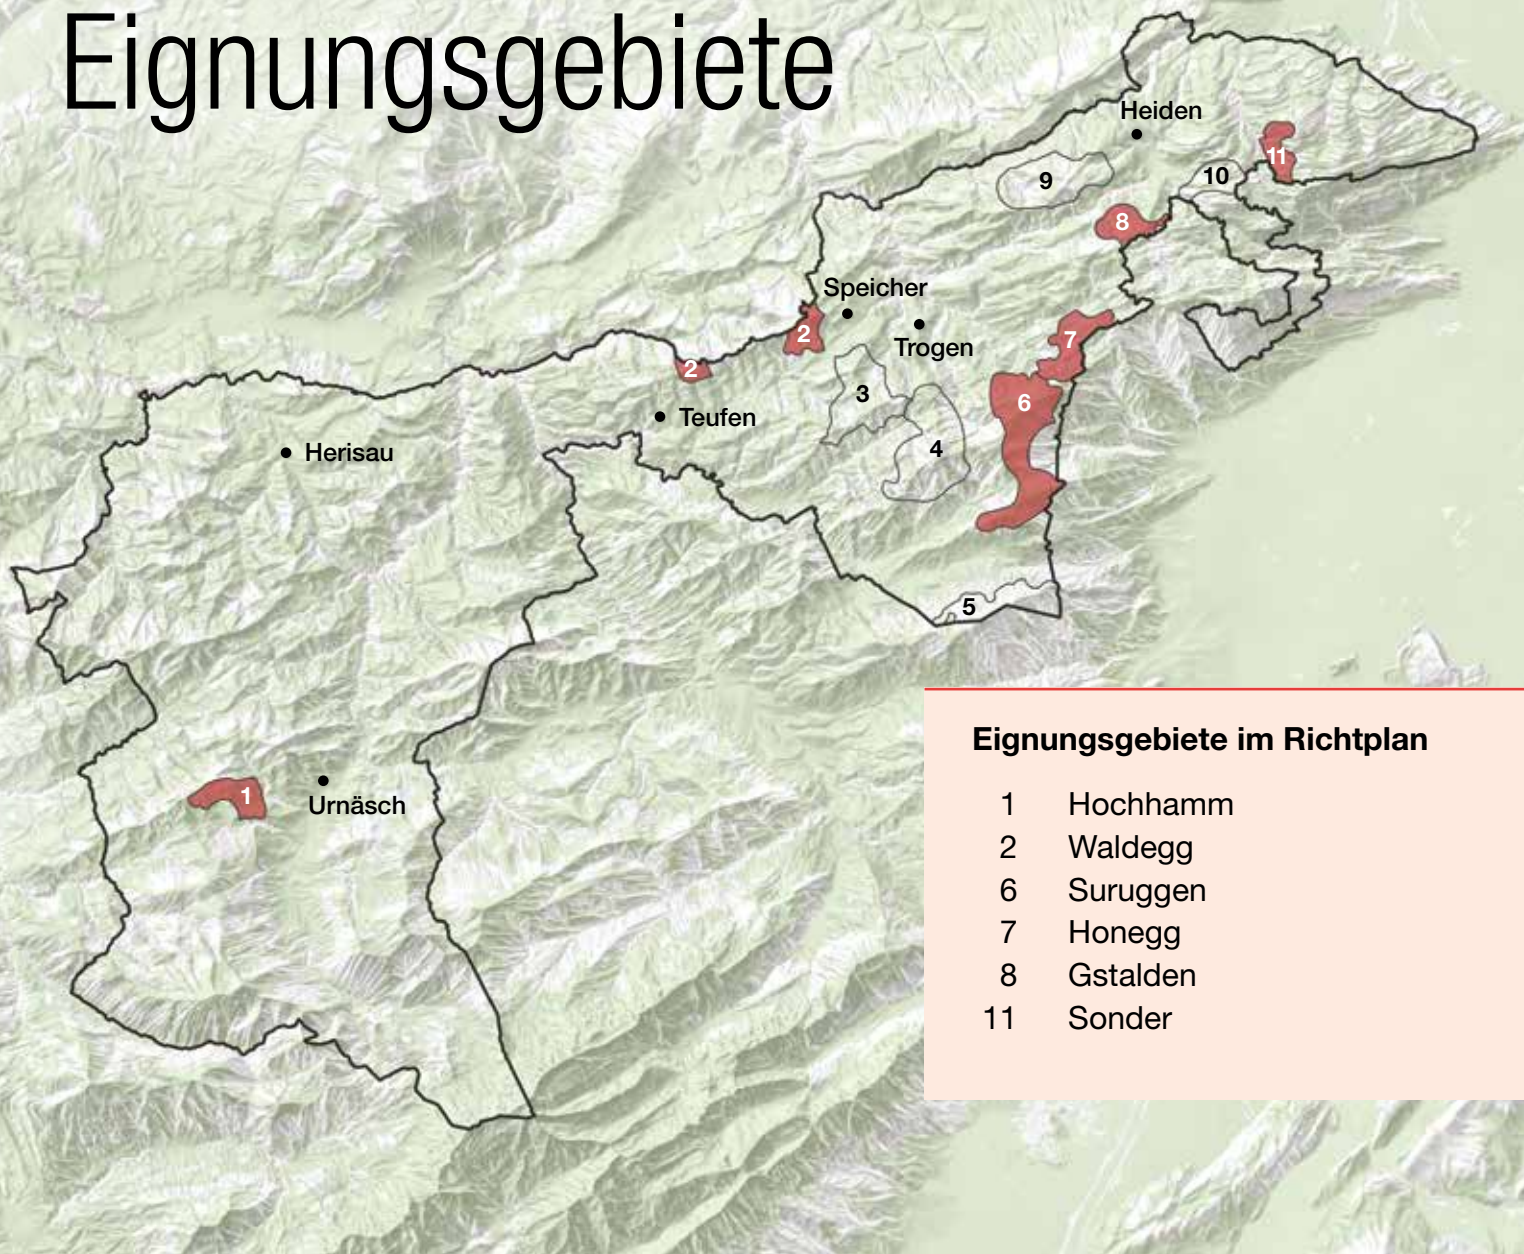 Eignungsgebiete
Heiden
11
10
9
8
Speicher
2
Trogen
7
2
3
6
Teufen
4
Herisau
5
1
Urnäsch
Eignungsgebiete im Richtplan
1 Hochhamm
2 Waldegg
6 Suruggen
7 Honegg
8 Gstalden
11 Sonder